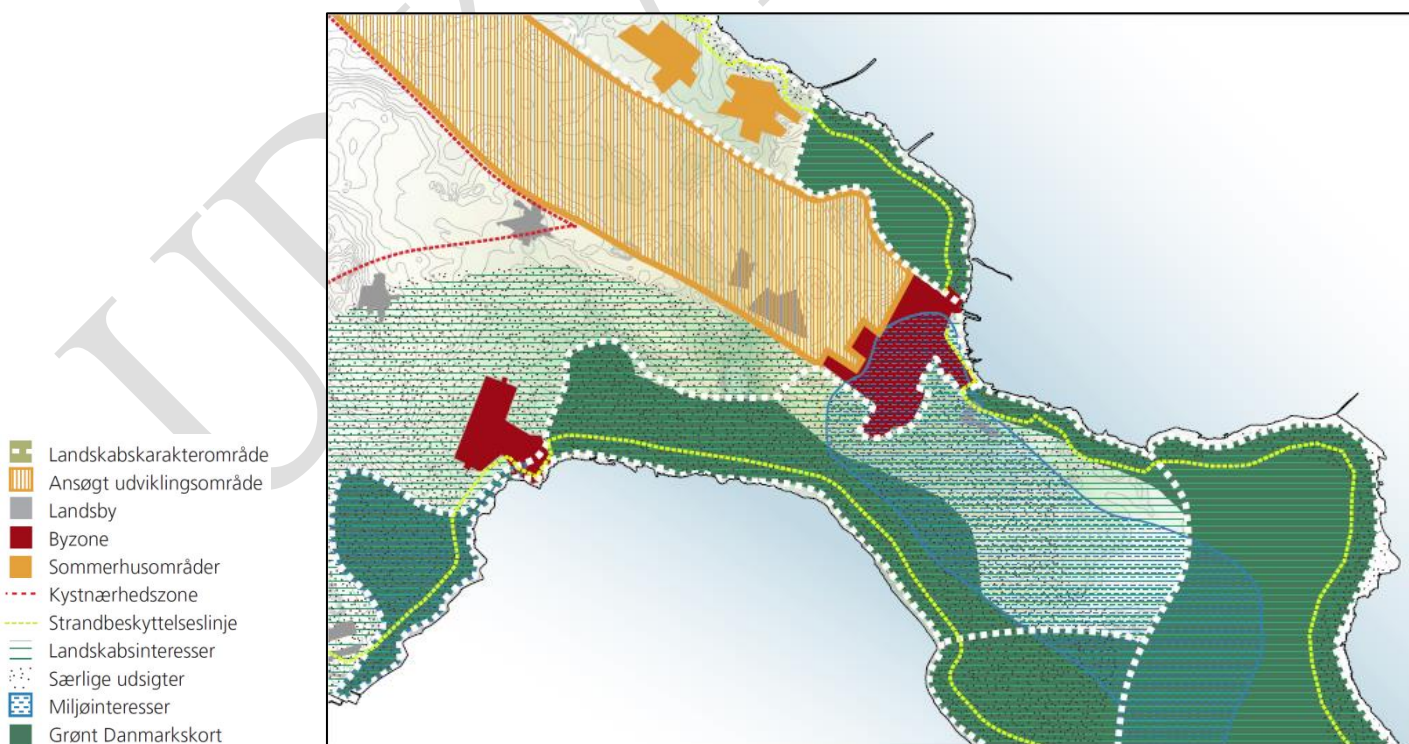 Landskabskarakterområde
Ansøgt udviklingsområde
Landsby
Byzone
Sommerhusområder
Kystnærhedszone
Strandbeskyttelseslinje
Landskabsinteresser
Særlige udsigter
Miljøinteresser
Grønt Danmarkskort